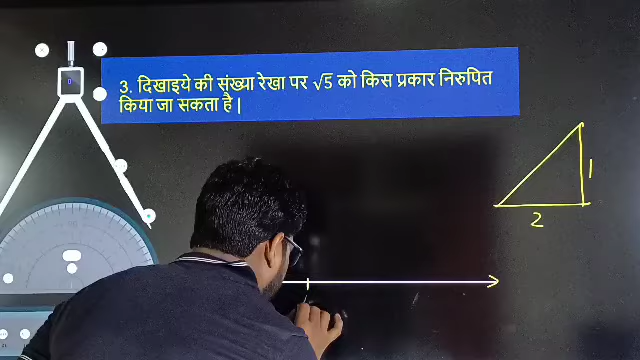 3. दिखाइये की संख्या रेखा पर √5 को किस प्रकार निरुपित
किया जा सकता है |
1
2